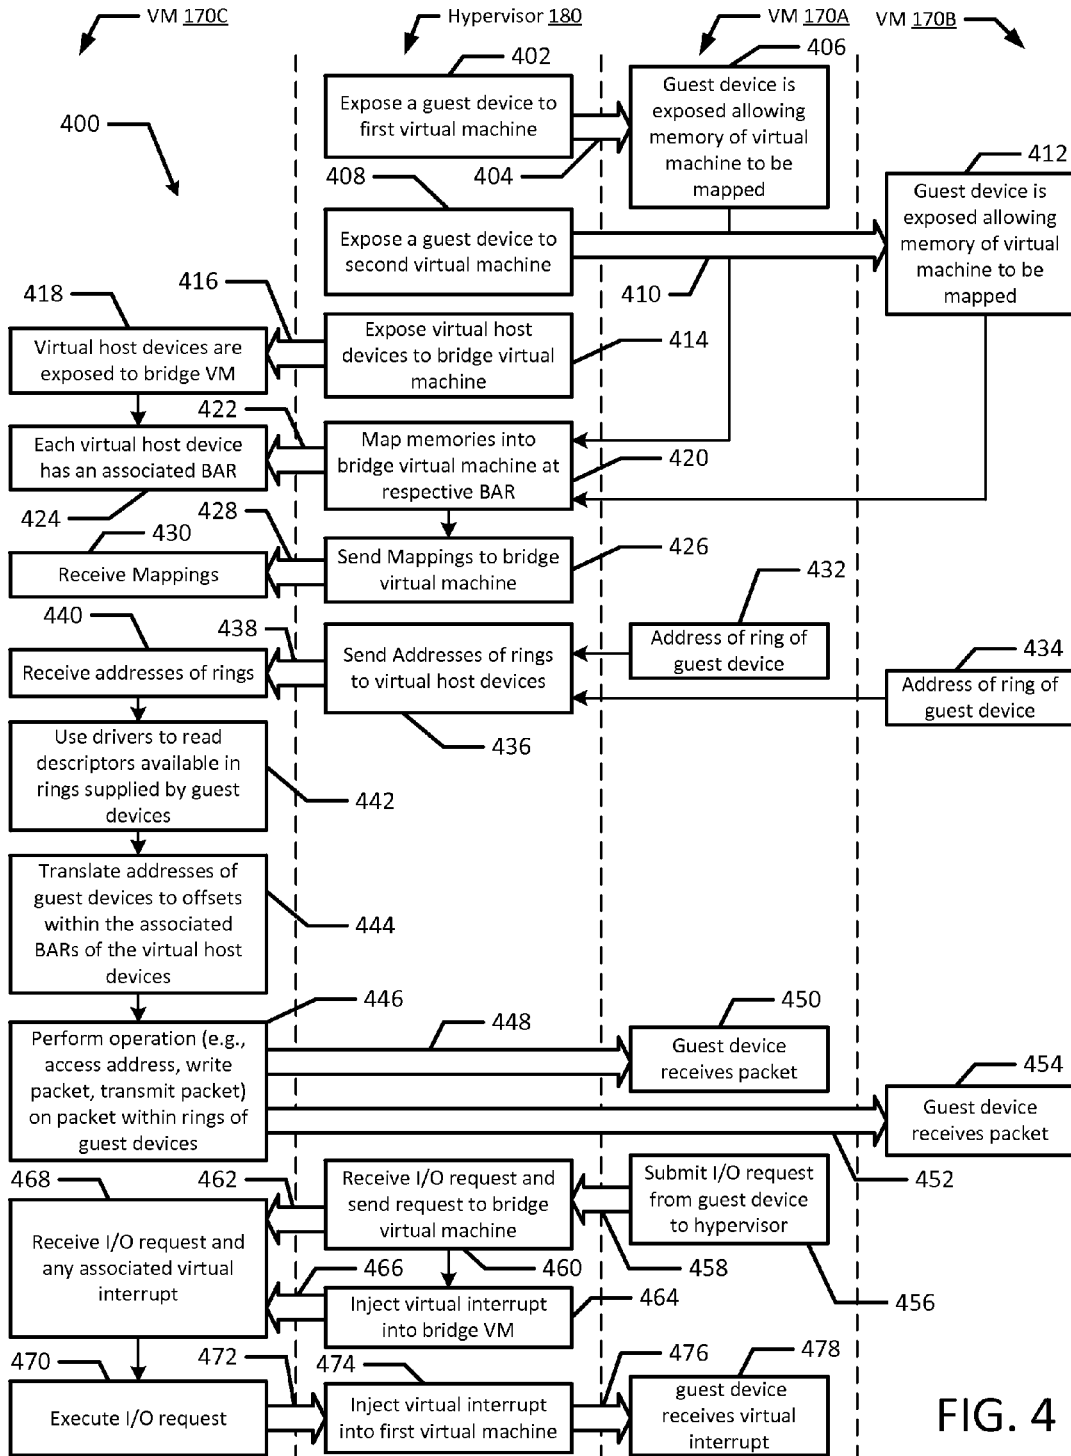 VM 170C
Hypervisor 180
VM 170A
VM 170B
402
406
Expose a guest device to
first virtual machine
Guest device is
exposed allowing
memory of virtual
machine to be
mapped
400
404
408
412
Expose a guest device to
second virtual machine
Guest device is
exposed allowing
memory of virtual
machine to be
mapped
410
416
418
Virtual host devices are
exposed to bridge VM
Expose virtual host
devices to bridge virtual
machine
414
422
Each virtual host device
has an associated BAR
Map memories into
bridge virtual machine at
respective BAR
420
424
428
430
Receive Mappings
Send Mappings to bridge
virtual machine
426
432
440
438
Receive addresses of rings
Send Addresses of rings
to virtual host devices
Address of ring of
guest device
434
Address of ring of
guest device
436
Use drivers to read
descriptors available in
rings supplied by guest
devices
442
Translate addresses of
guest devices to offsets
within the associated
BARs of the virtual host
devices
444
446
448
450
Perform operation (e.g.,
access address, write
packet, transmit packet)
on packet within rings of
guest devices
Guest device
receives packet
454
Guest device
receives packet
452
468
462
Receive I/O request and
send request to bridge
virtual machine
Submit I/O request
from guest device
to hypervisor
Receive I/O request and
any associated virtual
interrupt
466
460
458
456
Inject virtual interrupt
into bridge VM
464
470
472
474
476
478
Execute I/O request
Inject virtual interrupt
into first virtual machine
guest device
receives virtual
interrupt
FIG. 4